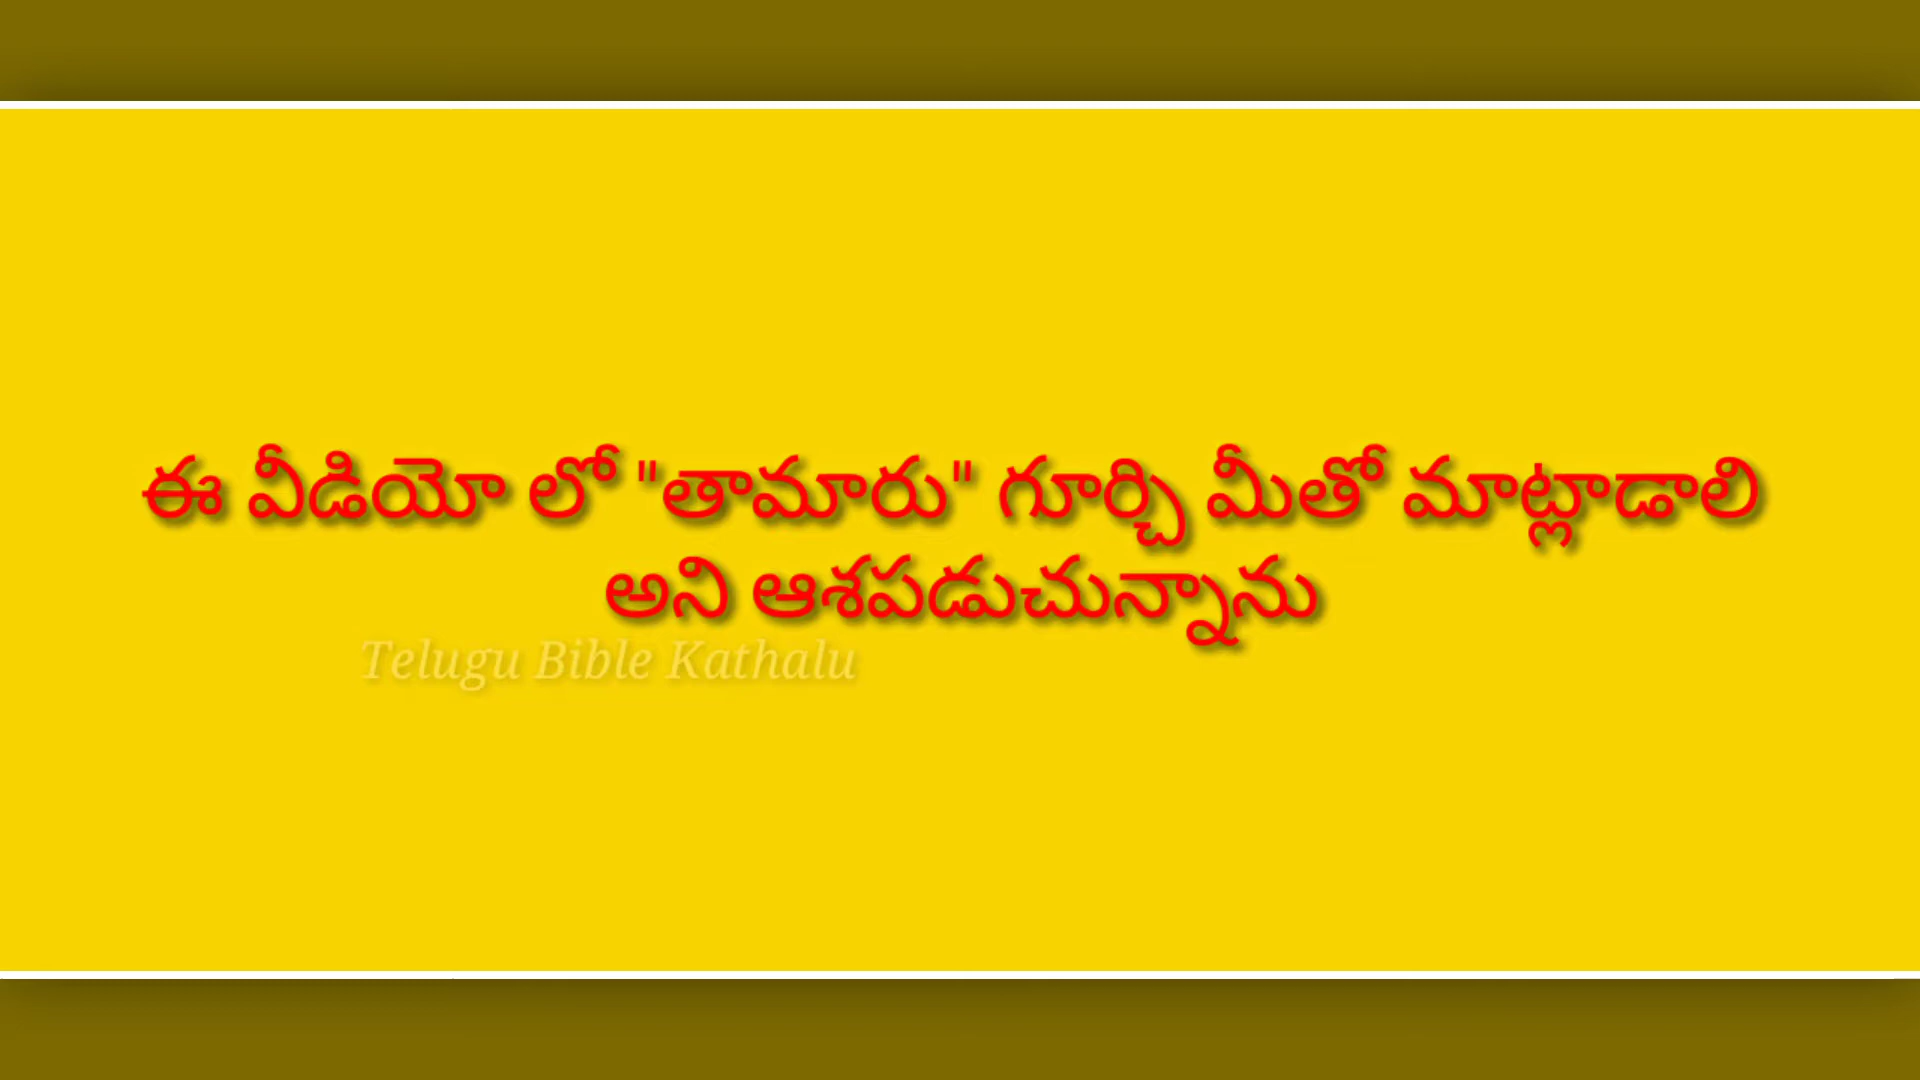 ఈ వీడియో లో "తామారు" గూర్చి మీతో మాట్లాడాలి
అని ఆశపడుచున్నాను
Telugu Bible Kathalu